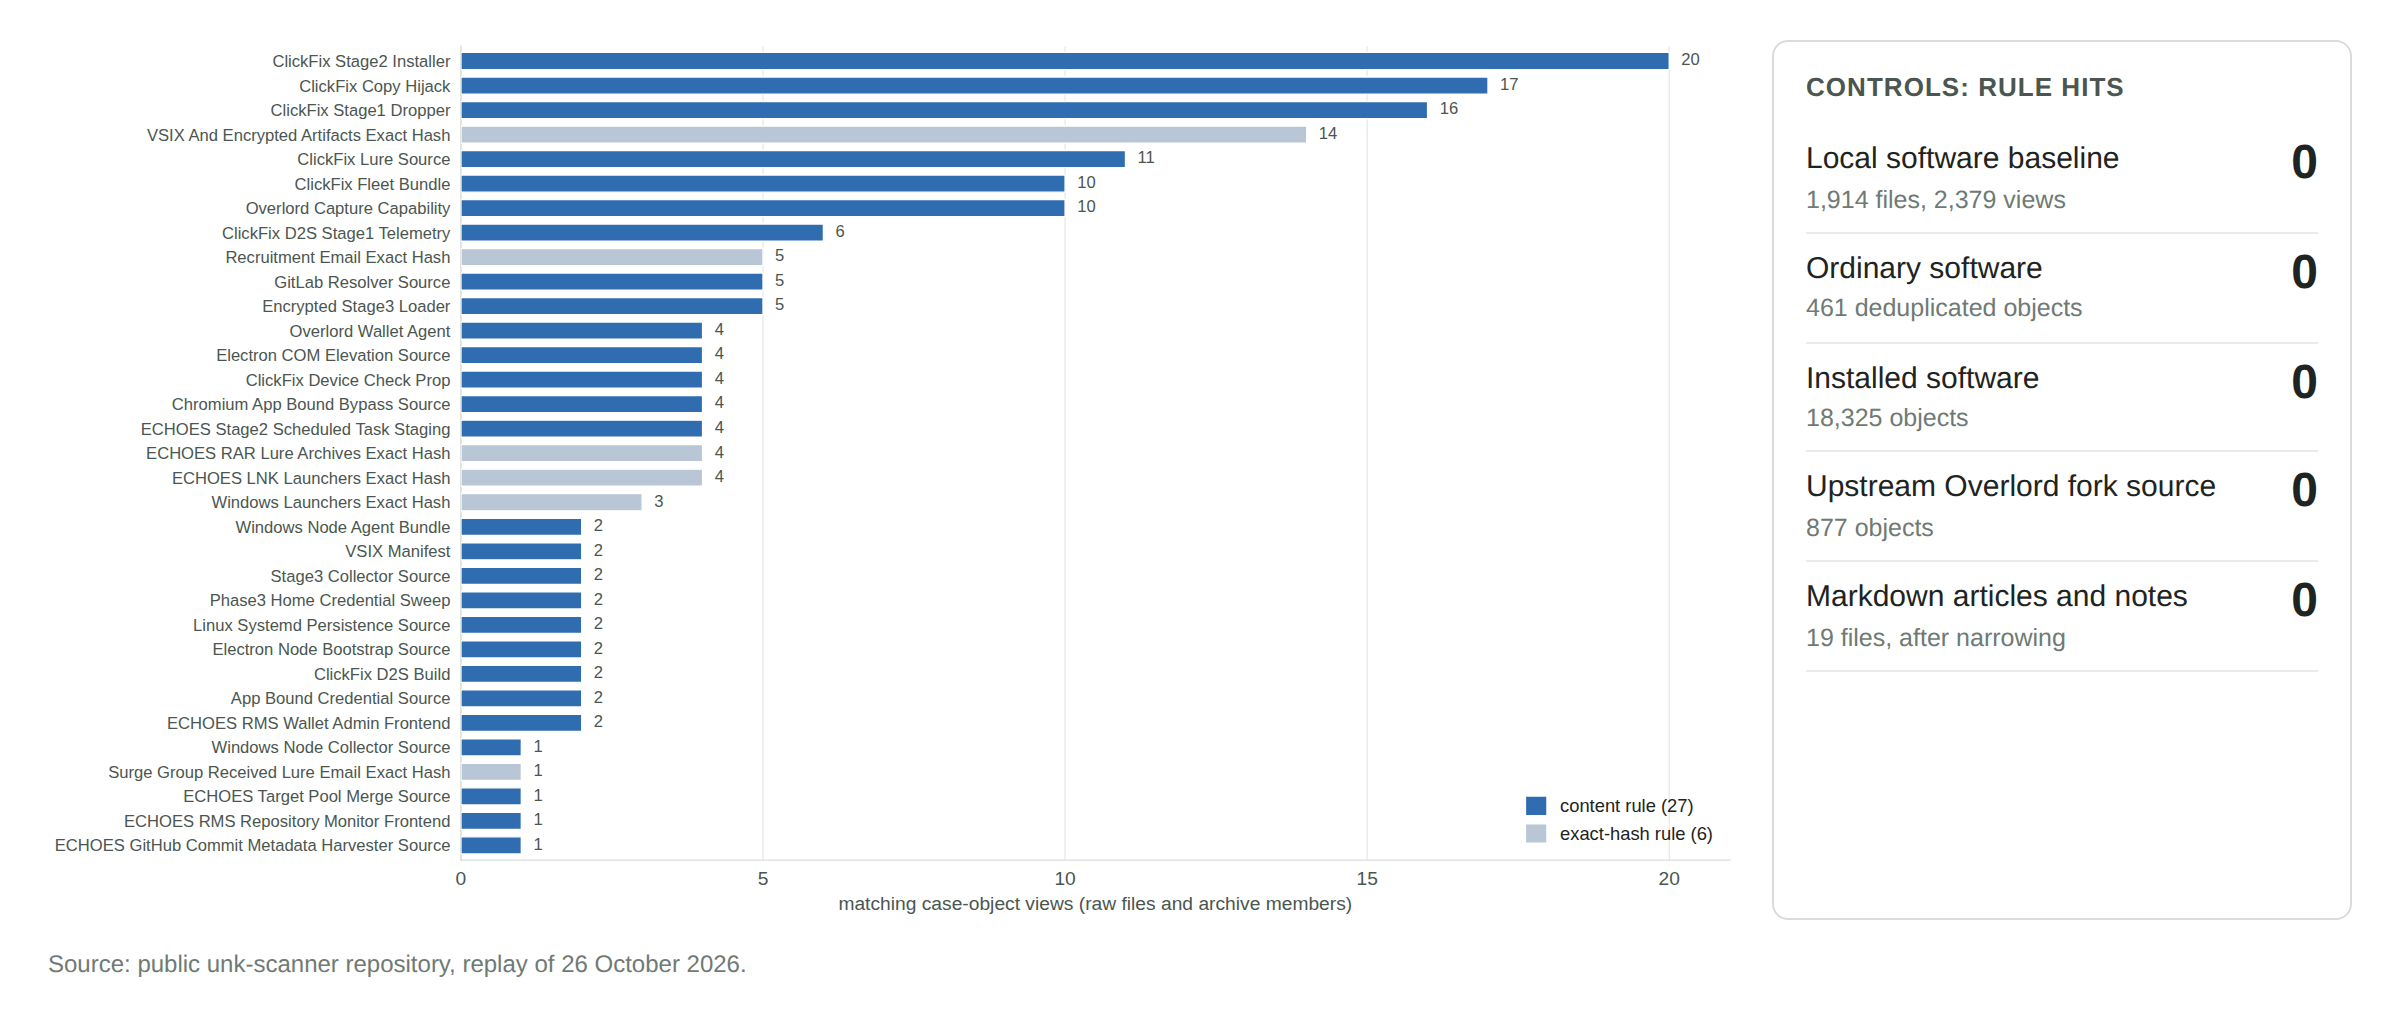 ClickFix Stage2 Installer 20
ClickFix Copy Hijack 17
ClickFix Stage1 Dropper 16
VSIX And Encrypted Artifacts Exact Hash 14
ClickFix Lure Source 11
ClickFix Fleet Bundle 10
Overlord Capture Capability 10
ClickFix D2S Stage1 Telemetry 6
Recruitment Email Exact Hash 5
GitLab Resolver Source 5
Encrypted Stage3 Loader 5
Overlord Wallet Agent 4
Electron COM Elevation Source 4
ClickFix Device Check Prop 4
Chromium App Bound Bypass Source 4
ECHOES Stage2 Scheduled Task Staging 4
ECHOES RAR Lure Archives Exact Hash 4
ECHOES LNK Launchers Exact Hash 4
Windows Launchers Exact Hash 3
Windows Node Agent Bundle 2
VSIX Manifest 2
Stage3 Collector Source 2
Phase3 Home Credential Sweep 2
Linux Systemd Persistence Source 2
Electron Node Bootstrap Source 2
ClickFix D2S Build 2
App Bound Credential Source 2
ECHOES RMS Wallet Admin Frontend 2
Windows Node Collector Source 1
Surge Group Received Lure Email Exact Hash 1
ECHOES Target Pool Merge Source 1
ECHOES RMS Repository Monitor Frontend 1
ECHOES GitHub Commit Metadata Harvester Source 1
content rule (27)
exact-hash rule (6)
0 5 10 15 20
matching case-object views (raw files and archive members)
CONTROLS: RULE HITS
Local software baseline 0
1,914 files, 2,379 views
Ordinary software 0
461 deduplicated objects
Installed software 0
18,325 objects
Upstream Overlord fork source 0
877 objects
Markdown articles and notes 0
19 files, after narrowing
Source: public unk-scanner repository, replay of 26 October 2026.